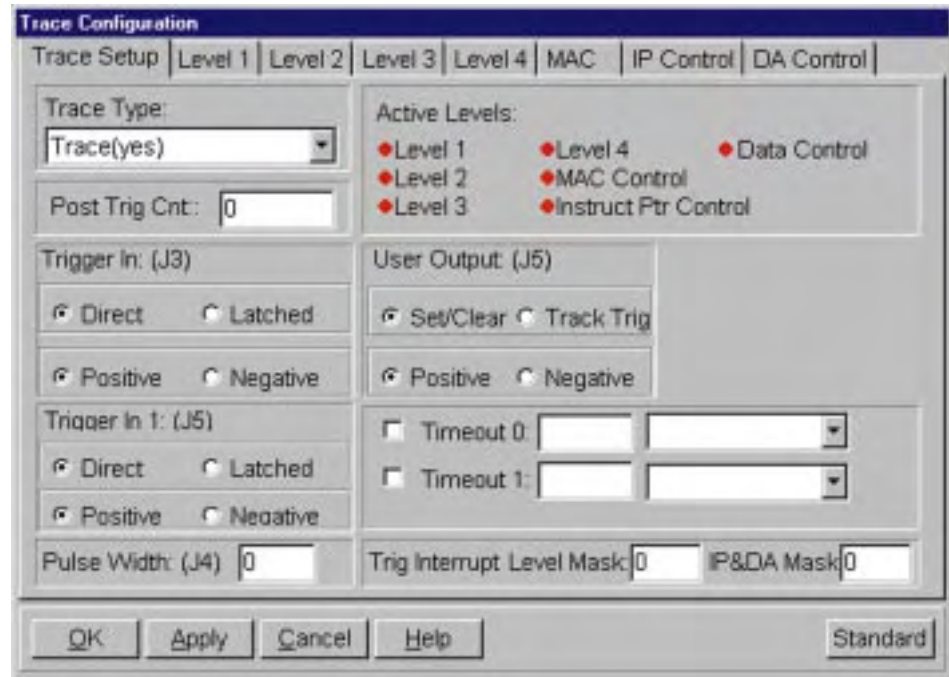 Trace Configuration
Trace Setup Level 1 Level 2 Level 3 Level 4 MAC IP Control DA Control
Trace Type:
Trace(yes)
Post Trig Cnt:: 0
Active Levels:
Level 1 Level 4 Data Control
Level 2 MAC Control
Level 3 Instruct Ptr Control
Trigger In: (J3)
Direct Latched
Positive Negative
User Output: (J5)
Set/Clear Track Trig
Positive Negative
Trigger In 1: (J5)
Direct Latched
Positive Negative
Timeout 0:
Timeout 1:
Pulse Width: (J4) 0
Trig Interrupt Level Mask: 0 IP&DA Mask 0
OK Apply Cancel Help Standard